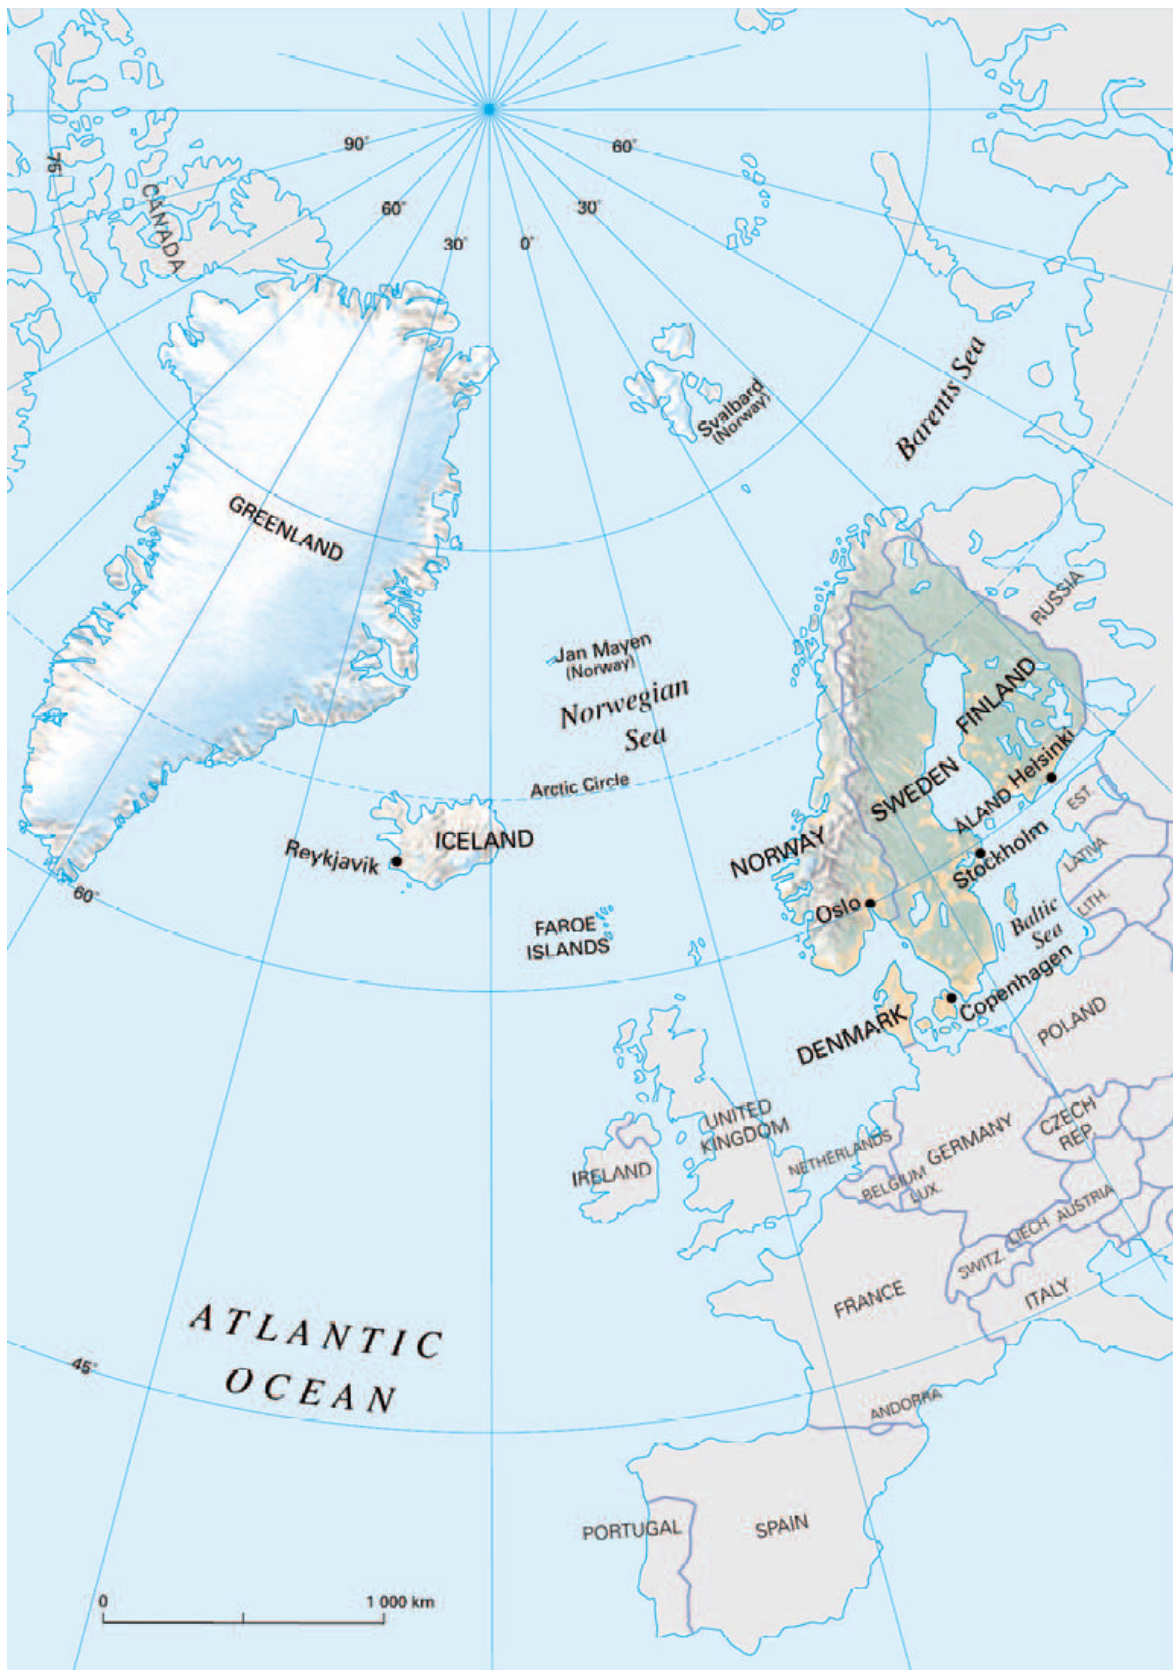 90°
60°
75°
CANADA
60°
30°
30°
0°
Svalbard
(Norway)
Barents Sea
GREENLAND
RUSSIA
Jan Mayen
(Norway)
Norwegian
Sea
FINLAND
Arctic Circle
SWEDEN
Helsinki
ÅLAND
EST.
Reykjavik
ICELAND
NORWAY
Stockholm
LATIVA
60°
Oslo
LITH.
Baltic
Sea
FAROE
ISLANDS
Copenhagen
DENMARK
POLAND
UNITED
KINGDOM
NETHERLANDS
GERMANY
CZECH
REP.
IRELAND
BELGIUM
LUX.
LIECH
AUSTRIA
SWITZ.
FRANCE
ITALY
ATLANTIC
OCEAN
45°
ANDORRA
PORTUGAL
SPAIN
0
1 000 km